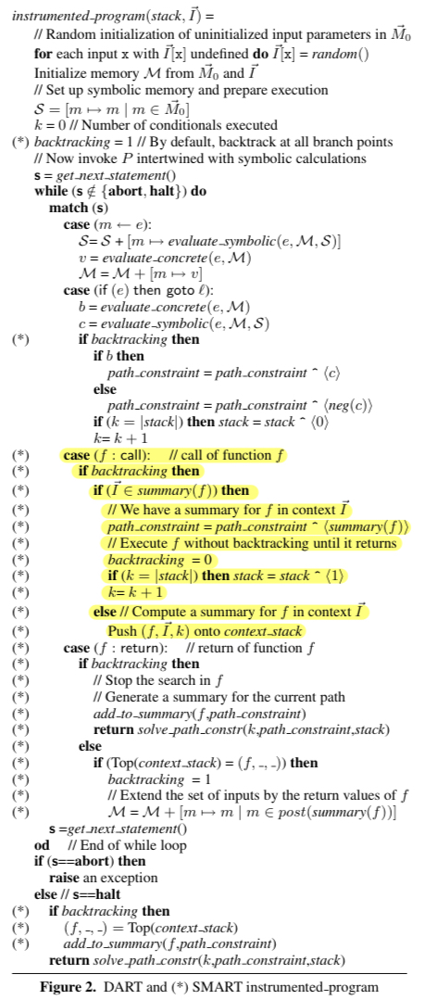 instrumented_program(stack, I⃗) =
// Random initialization of uninitialized input parameters in M⃗₀
for each input x with I⃗[x] undefined do I⃗[x] = random()
Initialize memory ℳ from M⃗₀ and I⃗
// Set up symbolic memory and prepare execution
𝒮 = [m ↦ m | m ∈ M⃗₀]
k = 0 // Number of conditionals executed
(*) backtracking = 1 // By default, backtrack at all branch points
// Now invoke P intertwined with symbolic calculations
s = get_next_statement()
while (s ∉ {abort, halt}) do
match (s)
case (m ← e):
𝒮= 𝒮 + [m ↦ evaluate_symbolic(e, ℳ, 𝒮)]
v = evaluate_concrete(e, ℳ)
ℳ = ℳ + [m ↦ v]
case (if (e) then goto ℓ):
b = evaluate_concrete(e, ℳ)
c = evaluate_symbolic(e, ℳ, 𝒮)
(*) if backtracking then
if b then
path_constraint = path_constraint ^ ⟨c⟩
else
path_constraint = path_constraint ^ ⟨neg(c)⟩
if (k = |stack|) then stack = stack ^ ⟨0⟩
k= k + 1
(*) case (f : call): // call of function f
(*) if backtracking then
(*) if (I⃗ ∈ summary(f)) then
(*) // We have a summary for f in context I⃗
(*) path_constraint = path_constraint ^ ⟨summary(f)⟩
(*) // Execute f without backtracking until it returns
(*) backtracking = 0
(*) if (k = |stack|) then stack = stack ^ ⟨1⟩
(*) k= k + 1
(*) else // Compute a summary for f in context I⃗
(*) Push (f, I⃗, k) onto context_stack
(*) case (f : return): // return of function f
(*) if backtracking then
(*) // Stop the search in f
(*) // Generate a summary for the current path
(*) add_to_summary(f,path_constraint)
(*) return solve_path_constr(k,path_constraint,stack)
(*) else
(*) if (Top(context_stack) = (f, _, _)) then
(*) backtracking = 1
(*) // Extend the set of inputs by the return values of f
(*) ℳ = ℳ + [m ↦ m | m ∈ post(summary(f))]
s =get_next_statement()
od // End of while loop
if (s==abort) then
raise an exception
else // s==halt
(*) if backtracking then
(*) (f, _, _) = Top(context_stack)
(*) add_to_summary(f,path_constraint)
return solve_path_constr(k,path_constraint,stack)
Figure 2. DART and (*) SMART instrumented_program